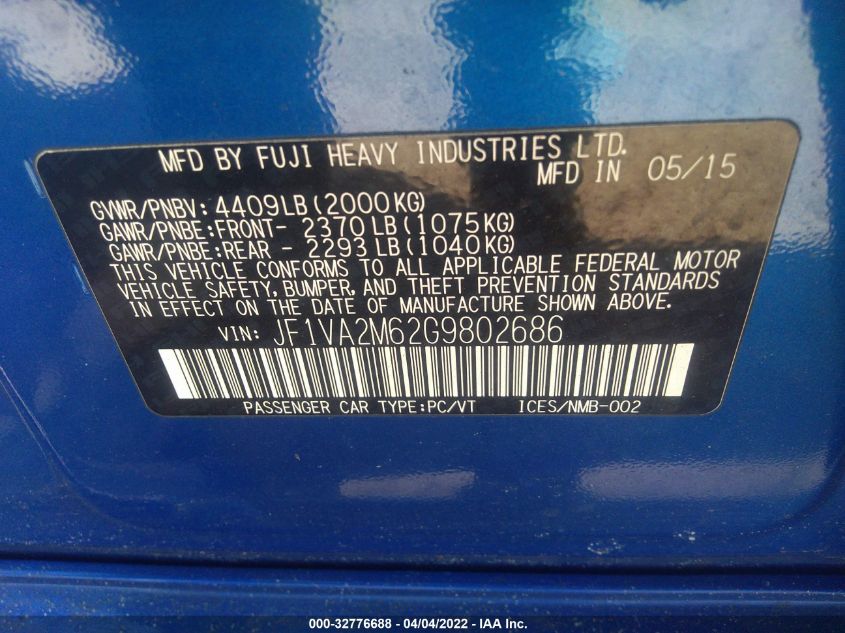 MFD BY FUJI HEAVY INDUSTRIES LTD.
MFD IN 05/15
GVWR/PNBV: 4409LB(2000KG)
GAWR/PNBE:FRONT- 2370LB(1075KG)
GAWR/PNBE:REAR - 2293LB(1040KG)
THIS VEHICLE CONFORMS TO ALL APPLICABLE FEDERAL MOTOR
VEHICLE SAFETY, BUMPER, AND THEFT PREVENTION STANDARDS
IN EFFECT ON THE DATE OF MANUFACTURE SHOWN ABOVE.
VIN: JF1VA2M62G9802686
PASSENGER CAR TYPE:PC/VT ICES/NMB-002
000-32776688 - 04/04/2022 - IAA Inc.